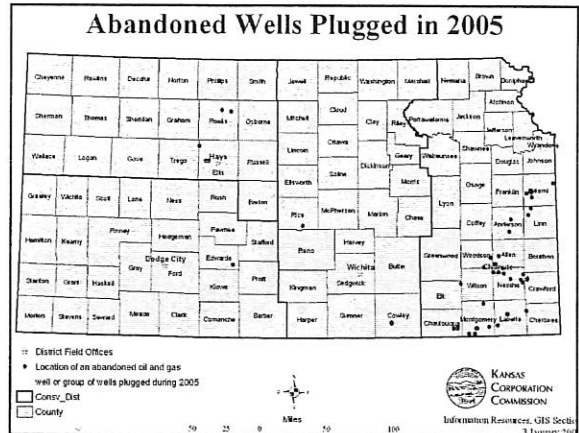 Abandoned Wells Plugged in 2005
Cheyenne Rawlins Decatur Norton Phillips Smith Jewell Republic Washington Marshall Nemaha Brown Doniphan
Atchison
Sherman Thomas Sheridan Graham Rooks Osborne Mitchell Cloud Clay Riley Pottawatomie Jackson
Jefferson Leavenworth
Wyandotte
Wallace Logan Gove Trego Hays Ellis Russell Lincoln Ottawa Dickinson Geary Wabaunsee Shawnee Douglas Johnson
Saline Morris
Ellsworth
Greeley Wichita Scott Lane Ness Rush Barton Rice McPherson Marion Chase Lyon Osage Franklin Miami
Coffey Anderson Linn
Hamilton Kearny Finney Hodgeman Pawnee Stafford Reno Harvey
Gray Dodge City Ford Edwards Pratt Wichita Sedgwick Butler Greenwood Woodson Allen Bourbon
Stanton Grant Haskell Kiowa Kingman Elk Wilson Neosho Crawford
Morton Stevens Seward Meade Clark Comanche Barber Harper Sumner Cowley Chautauqua Montgomery Labette Cherokee
District Field Offices
Location of an abandoned oil and gas
well or group of wells plugged during 2005
Consv_Dist
County
Miles
50 25 0 50 100
KANSAS
CORPORATION
COMMISSION
Information Resources, GIS Sectio
3 January 200